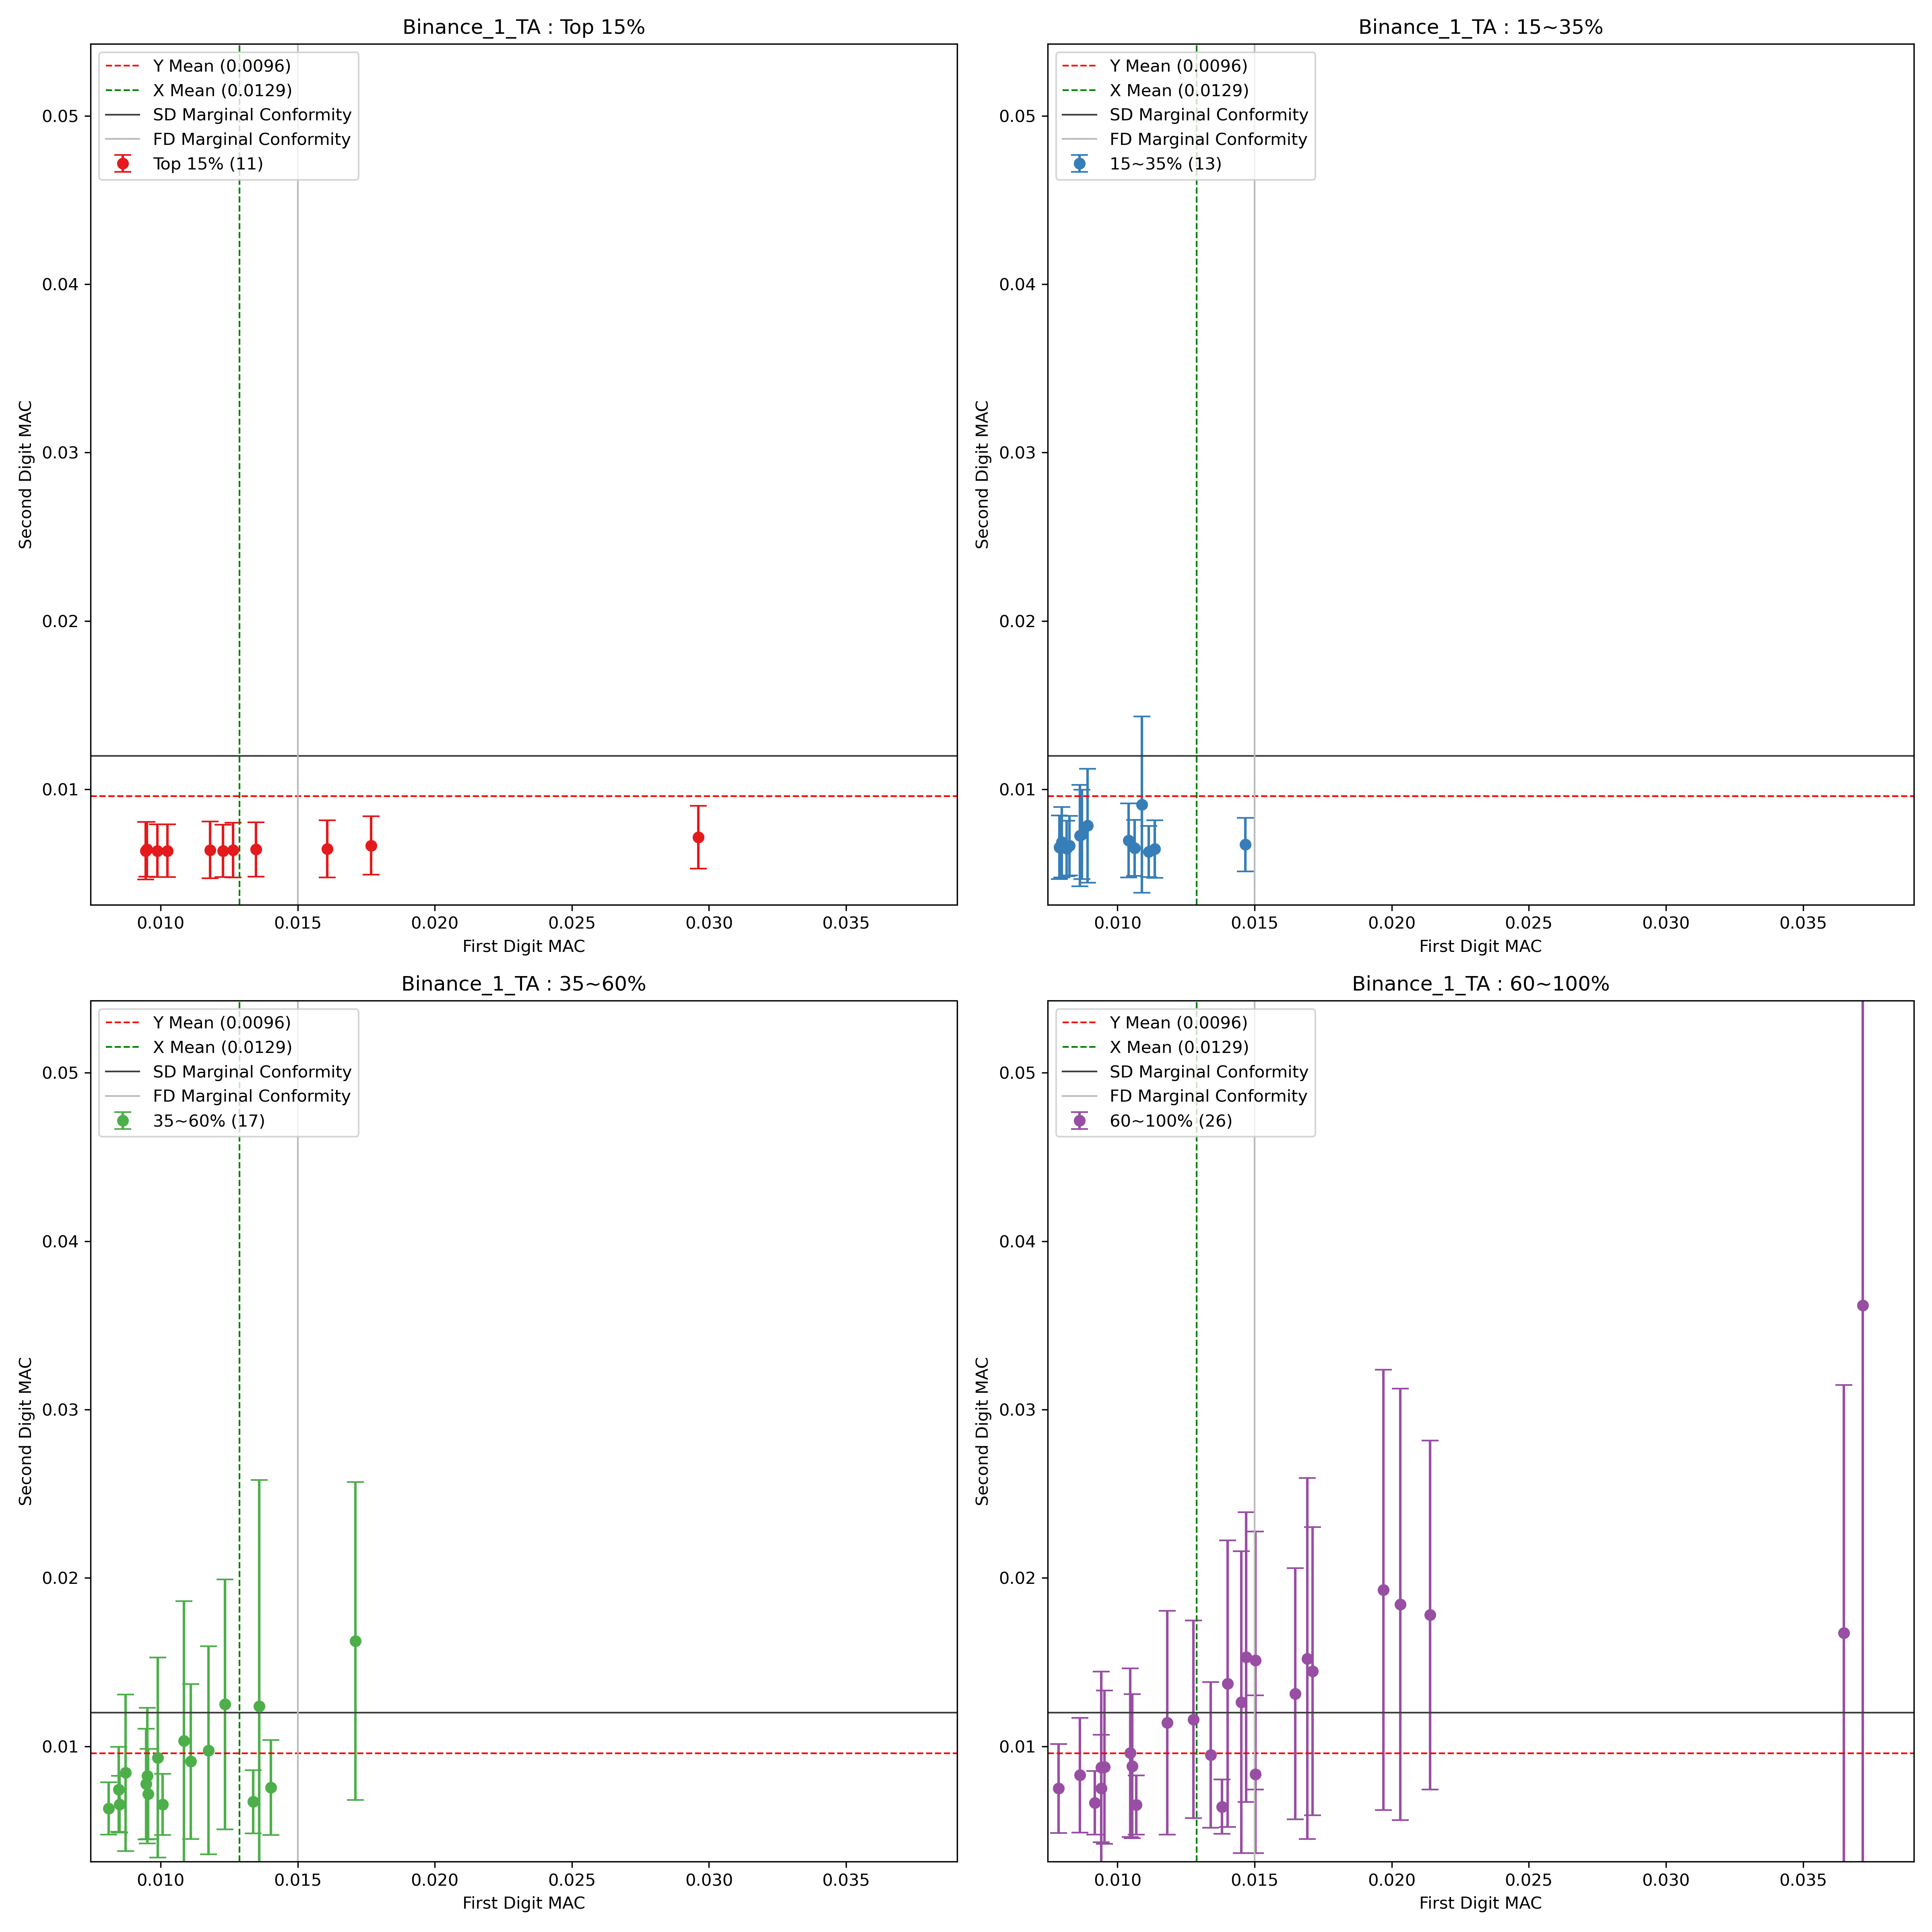 Binance_1_TA : Top 15%
Y Mean (0.0096)
X Mean (0.0129)
SD Marginal Conformity
FD Marginal Conformity
Top 15% (11)
0.05
0.04
0.03
0.02
0.01
Second Digit MAC
0.010 0.015 0.020 0.025 0.030 0.035
First Digit MAC
Binance_1_TA : 15~35%
Y Mean (0.0096)
X Mean (0.0129)
SD Marginal Conformity
FD Marginal Conformity
15~35% (13)
0.05
0.04
0.03
0.02
0.01
Second Digit MAC
0.010 0.015 0.020 0.025 0.030 0.035
First Digit MAC
Binance_1_TA : 35~60%
Y Mean (0.0096)
X Mean (0.0129)
SD Marginal Conformity
FD Marginal Conformity
35~60% (17)
0.05
0.04
0.03
0.02
0.01
Second Digit MAC
0.010 0.015 0.020 0.025 0.030 0.035
First Digit MAC
Binance_1_TA : 60~100%
Y Mean (0.0096)
X Mean (0.0129)
SD Marginal Conformity
FD Marginal Conformity
60~100% (26)
0.05
0.04
0.03
0.02
0.01
Second Digit MAC
0.010 0.015 0.020 0.025 0.030 0.035
First Digit MAC